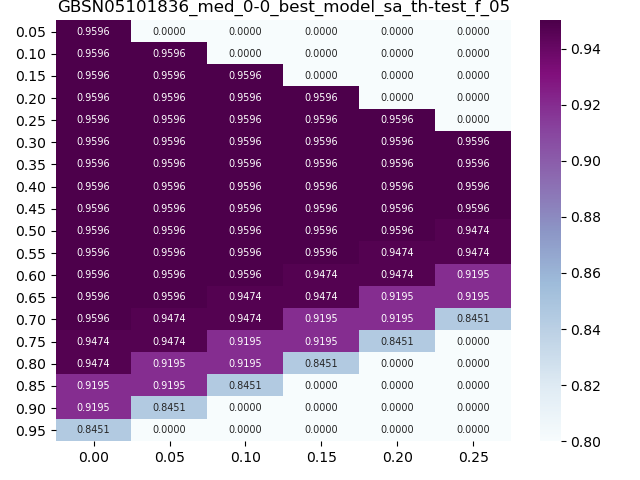 GBSN05101836_med_0-0_best_model_sa_th-test_f_05
0.05 0.9596 0.0000 0.0000 0.0000 0.0000 0.0000
0.10 0.9596 0.9596 0.0000 0.0000 0.0000 0.0000
0.15 0.9596 0.9596 0.9596 0.0000 0.0000 0.0000
0.20 0.9596 0.9596 0.9596 0.9596 0.0000 0.0000
0.25 0.9596 0.9596 0.9596 0.9596 0.9596 0.0000
0.30 0.9596 0.9596 0.9596 0.9596 0.9596 0.9596
0.35 0.9596 0.9596 0.9596 0.9596 0.9596 0.9596
0.40 0.9596 0.9596 0.9596 0.9596 0.9596 0.9596
0.45 0.9596 0.9596 0.9596 0.9596 0.9596 0.9596
0.50 0.9596 0.9596 0.9596 0.9596 0.9596 0.9474
0.55 0.9596 0.9596 0.9596 0.9596 0.9474 0.9474
0.60 0.9596 0.9596 0.9596 0.9474 0.9474 0.9195
0.65 0.9596 0.9596 0.9474 0.9474 0.9195 0.9195
0.70 0.9596 0.9474 0.9474 0.9195 0.9195 0.8451
0.75 0.9474 0.9474 0.9195 0.9195 0.8451 0.0000
0.80 0.9474 0.9195 0.9195 0.8451 0.0000 0.0000
0.85 0.9195 0.9195 0.8451 0.0000 0.0000 0.0000
0.90 0.9195 0.8451 0.0000 0.0000 0.0000 0.0000
0.95 0.8451 0.0000 0.0000 0.0000 0.0000 0.0000
0.00 0.05 0.10 0.15 0.20 0.25
0.94
0.92
0.90
0.88
0.86
0.84
0.82
0.80